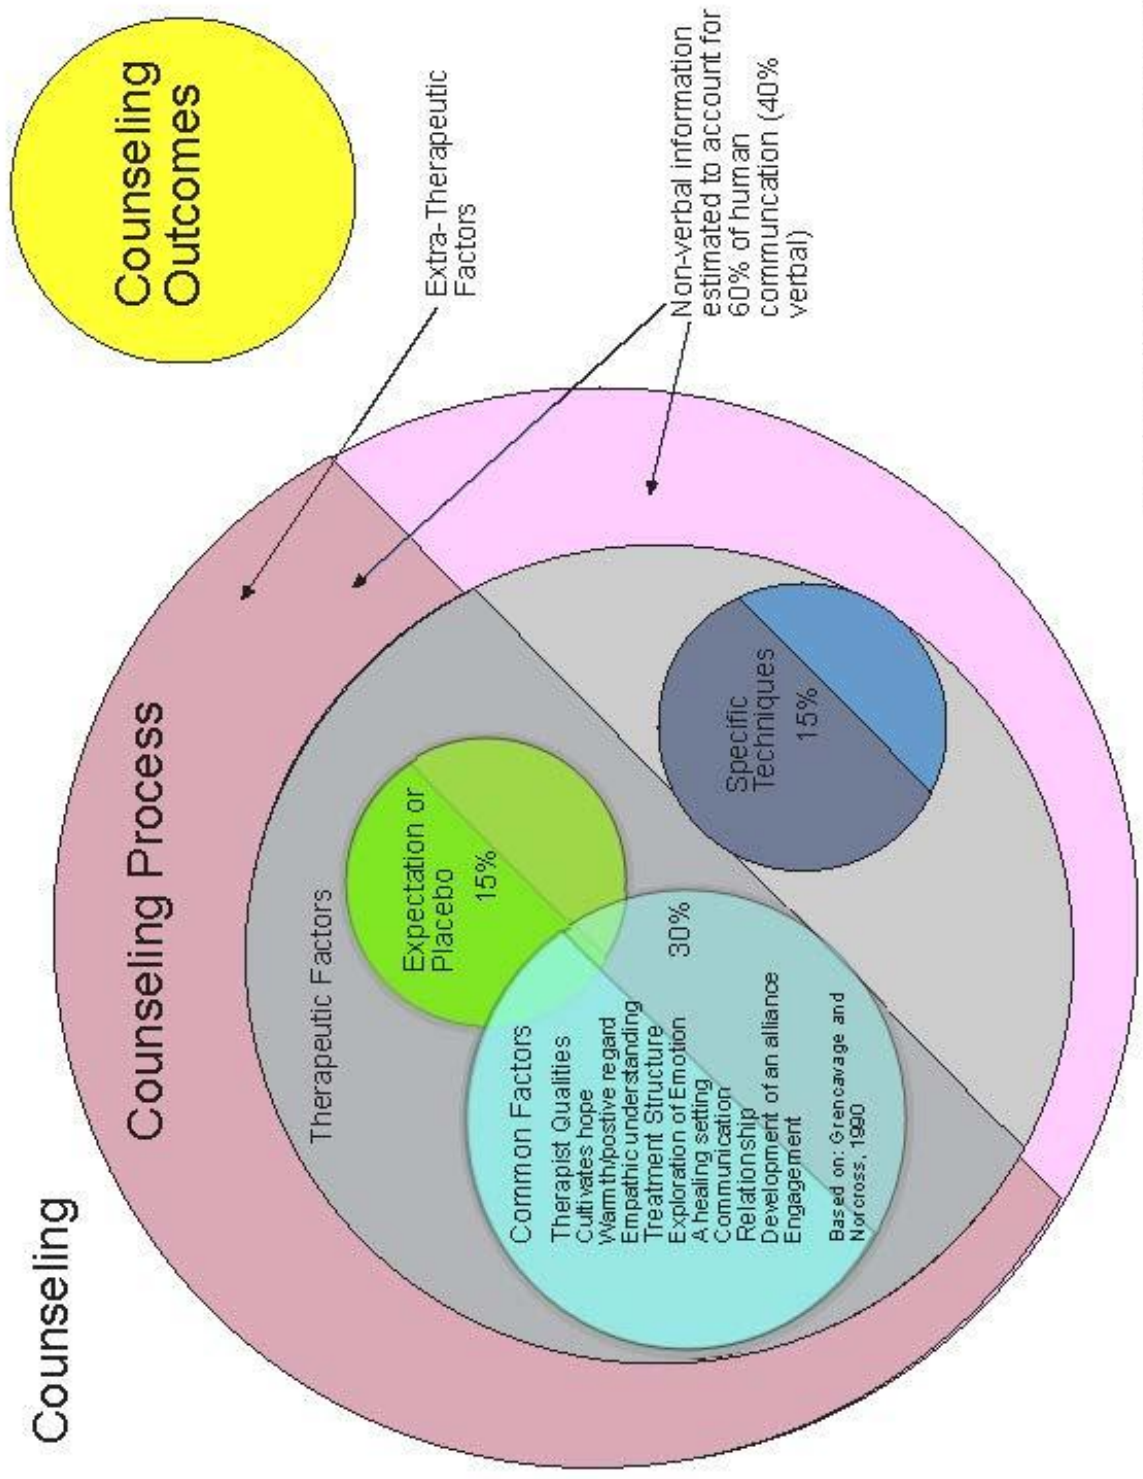 Counseling
Counseling Process
Counseling
Outcomes
Therapeutic Factors
Extra-Therapeutic
Factors
Expectation or
Placebo
15%
Common Factors
Therapist Qualities
Cultivates hope
Warmth/postive regard
Empathic understanding
Treatment Structure
Exploration of Emotion
A healing setting
Communication
Relationship
Development of an alliance
Engagement
30%
Based on: Grencavage and
Norcross, 1990
Specific
Techniques
15%
Non-verbal information
estimated to account for
60% of human
communcation (40%
verbal)